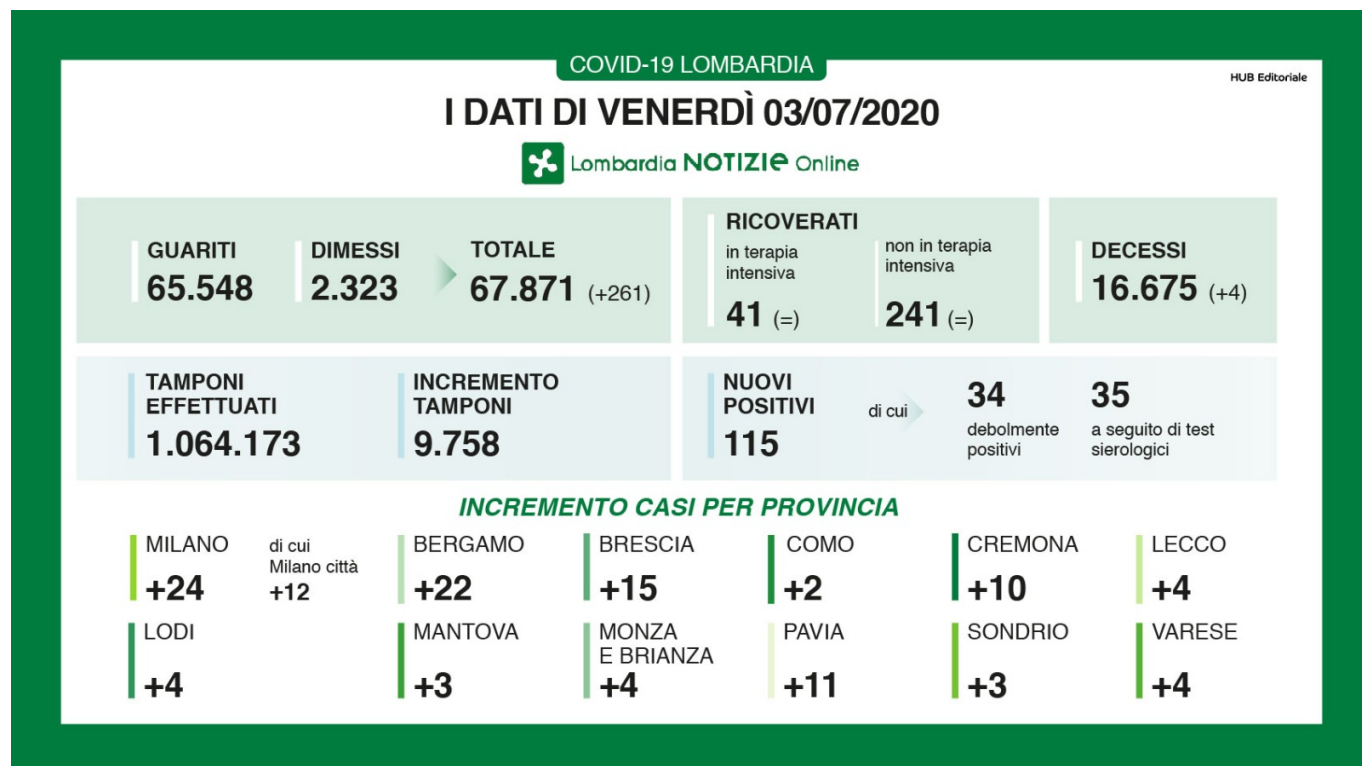 COVID-19 LOMBARDIA
HUB Editoriale
I DATI DI VENERDÌ 03/07/2020
Lombardia NOTIZIE Online
GUARITI
65.548
DIMESSI
2.323
TOTALE
67.871 (+261)
RICOVERATI
in terapia
intensiva
41 (=)
non in terapia
intensiva
241 (=)
DECESSI
16.675 (+4)
TAMPONI
EFFETTUATI
1.064.173
INCREMENTO
TAMPONI
9.758
NUOVI
POSITIVI
115
di cui
34
debolmente
positivi
35
a seguito di test
sierologici
INCREMENTO CASI PER PROVINCIA
MILANO
+24
di cui
Milano città
+12
BERGAMO
+22
BRESCIA
+15
COMO
+2
CREMONA
+10
LECCO
+4
LODI
+4
MANTOVA
+3
MONZA
E BRIANZA
+4
PAVIA
+11
SONDRIO
+3
VARESE
+4